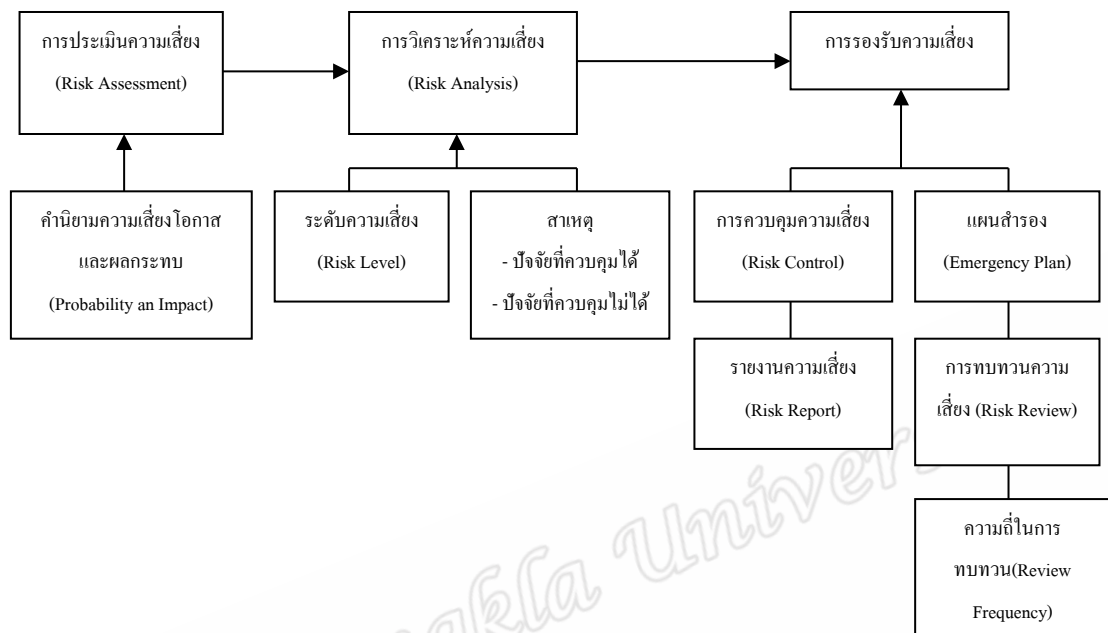 การประเมินความเสี่ยง
(Risk Assessment)
การวิเคราะห์ความเสี่ยง
(Risk Analysis)
การรองรับความเสี่ยง
คำนิยามความเสี่ยงโอกาส
และผลกระทบ
(Probability an Impact)
ระดับความเสี่ยง
(Risk Level)
สาเหตุ
- ปัจจัยที่ควบคุมได้
- ปัจจัยที่ควบคุมไม่ได้
การควบคุมความเสี่ยง
(Risk Control)
แผนสำรอง
(Emergency Plan)
รายงานความเสี่ยง
(Risk Report)
การทบทวนความ
เสี่ยง (Risk Review)
ความถี่ในการ
ทบทวน(Review
Frequency)